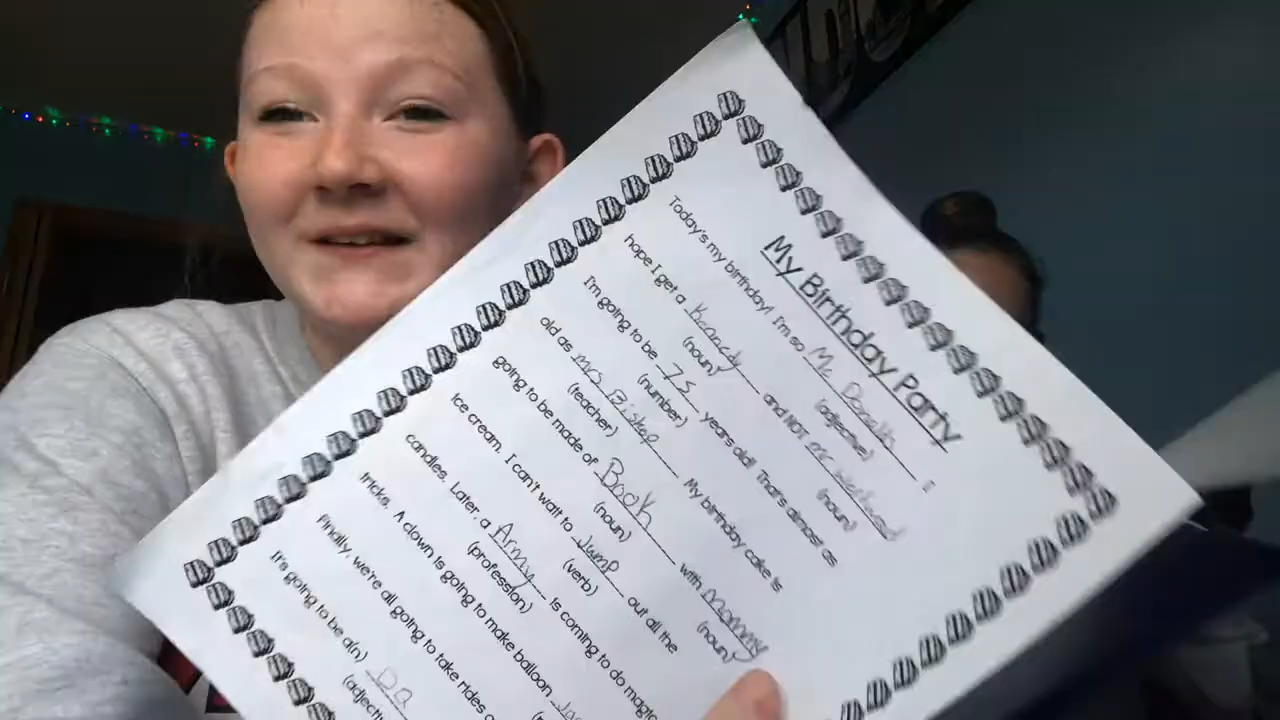 My Birthday Party
Today's my birthday! I'm so Mc Donalds !
(adjective)
hope I get a Kennedy and NOT mc
(noun) (noun)
I'm going to be 75 years old! That's almost as
(number)
old as mrs. Bishop. My birthday cake is
(teacher)
going to be made of Book with mommy
(noun) (noun)
Ice cream. I can't wait to Jump out all the
(verb)
candles. Later, a Army is coming to do magic
(profession)
tricks. A clown is going to make balloon
Finally, we're all going to take rides o
It's going to be a(n) Da
(adjecti